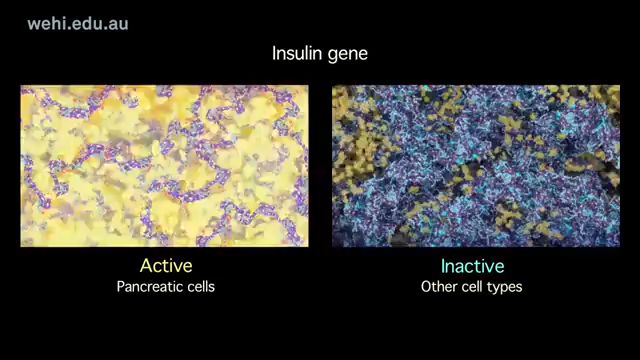 wehi.edu.au
Insulin gene
Active
Pancreatic cells
Inactive
Other cell types